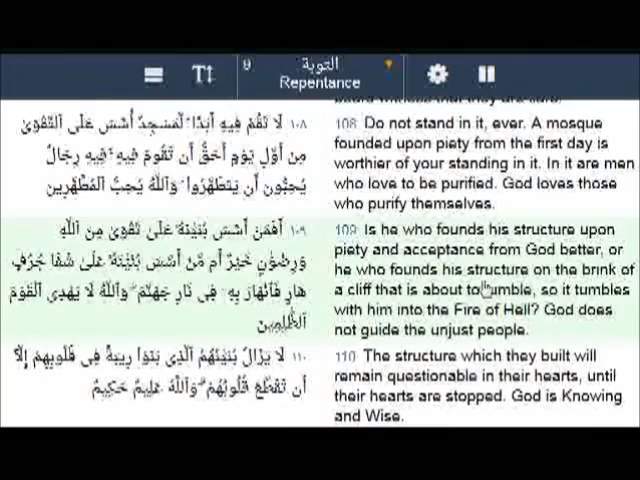 T
9
التوبة
Repentance
١٠٨ لَا تَقُمْ فِيهِ أَبَدًا ۚ لَّمَسْجِدٌ أُسِّسَ عَلَى التَّقْوَىٰ
مِنْ أَوَّلِ يَوْمٍ أَحَقُّ أَن تَقُومَ فِيهِ ۚ فِيهِ رِجَالٌ
يُحِبُّونَ أَن يَتَطَهَّرُوا ۚ وَاللَّهُ يُحِبُّ الْمُطَّهِّرِينَ
108 Do not stand in it, ever. A mosque
founded upon piety from the first day is
worthier of your standing in it. In it are men
who love to be purified. God loves those
who purify themselves.
١٠٩ أَفَمَنْ أَسَّسَ بُنْيَٰنَهُ عَلَىٰ تَقْوَىٰ مِنَ اللَّهِ
وَرِضْوَٰنٍ خَيْرٌ أَم مَّنْ أَسَّسَ بُنْيَٰنَهُ عَلَىٰ شَفَا جُرُفٍ
هَارٍ فَانْهَارَ بِهِ فِى نَارِ جَهَنَّمَ ۗ وَاللَّهُ لَا يَهْدِى الْقَوْمَ
الظَّٰلِمِينَ
109 Is he who founds his structure upon
piety and acceptance from God better, or
he who founds his structure on the brink of
a cliff that is about to tumble, so it tumbles
with him into the Fire of Hell? God does
not guide the unjust people.
١١٠ لَا يَزَالُ بُنْيَٰنُهُمُ الَّذِى بَنَوْا رِيبَةً فِى قُلُوبِهِمْ إِلَّا
أَن تَقَطَّعَ قُلُوبُهُمْ ۗ وَاللَّهُ عَلِيمٌ حَكِيمٌ
110 The structure which they built will
remain questionable in their hearts, until
their hearts are stopped. God is Knowing
and Wise.